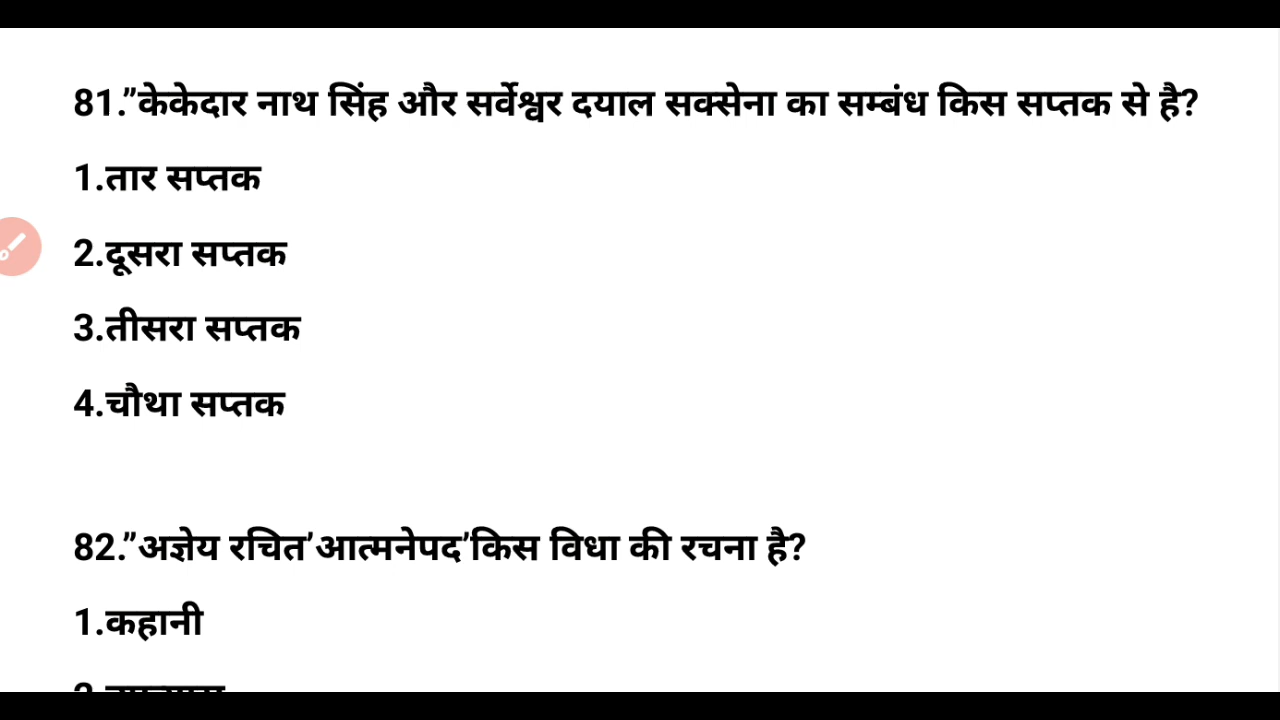 81.”केकेदार नाथ सिंह और सर्वेश्वर दयाल सक्सेना का सम्बंध किस सप्तक से है?
1.तार सप्तक
2.दूसरा सप्तक
3.तीसरा सप्तक
4.चौथा सप्तक
82.”अज्ञेय रचित’आत्मनेपद’किस विधा की रचना है?
1.कहानी